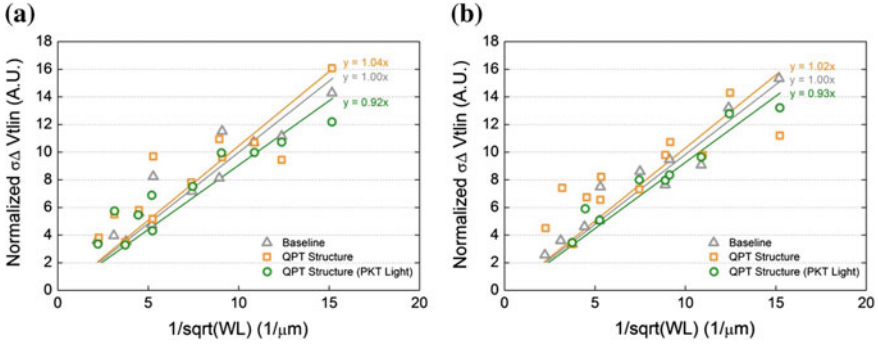 (a)
18
16
14
12
10
8
6
4
2
0
Normalized σΔ Vtlin (A.U.)
y = 1.04x
y = 1.00x
y = 0.92x
Baseline
QPT Structure
QPT Structure (PKT Light)
0 5 10 15 20
1/sqrt(WL) (1/μm)
(b)
18
16
14
12
10
8
6
4
2
0
Normalized σΔ Vtlin (A.U.)
y = 1.02x
y = 1.00x
y = 0.93x
Baseline
QPT Structure
QPT Structure (PKT Light)
0 5 10 15 20
1/sqrt(WL) (1/μm)